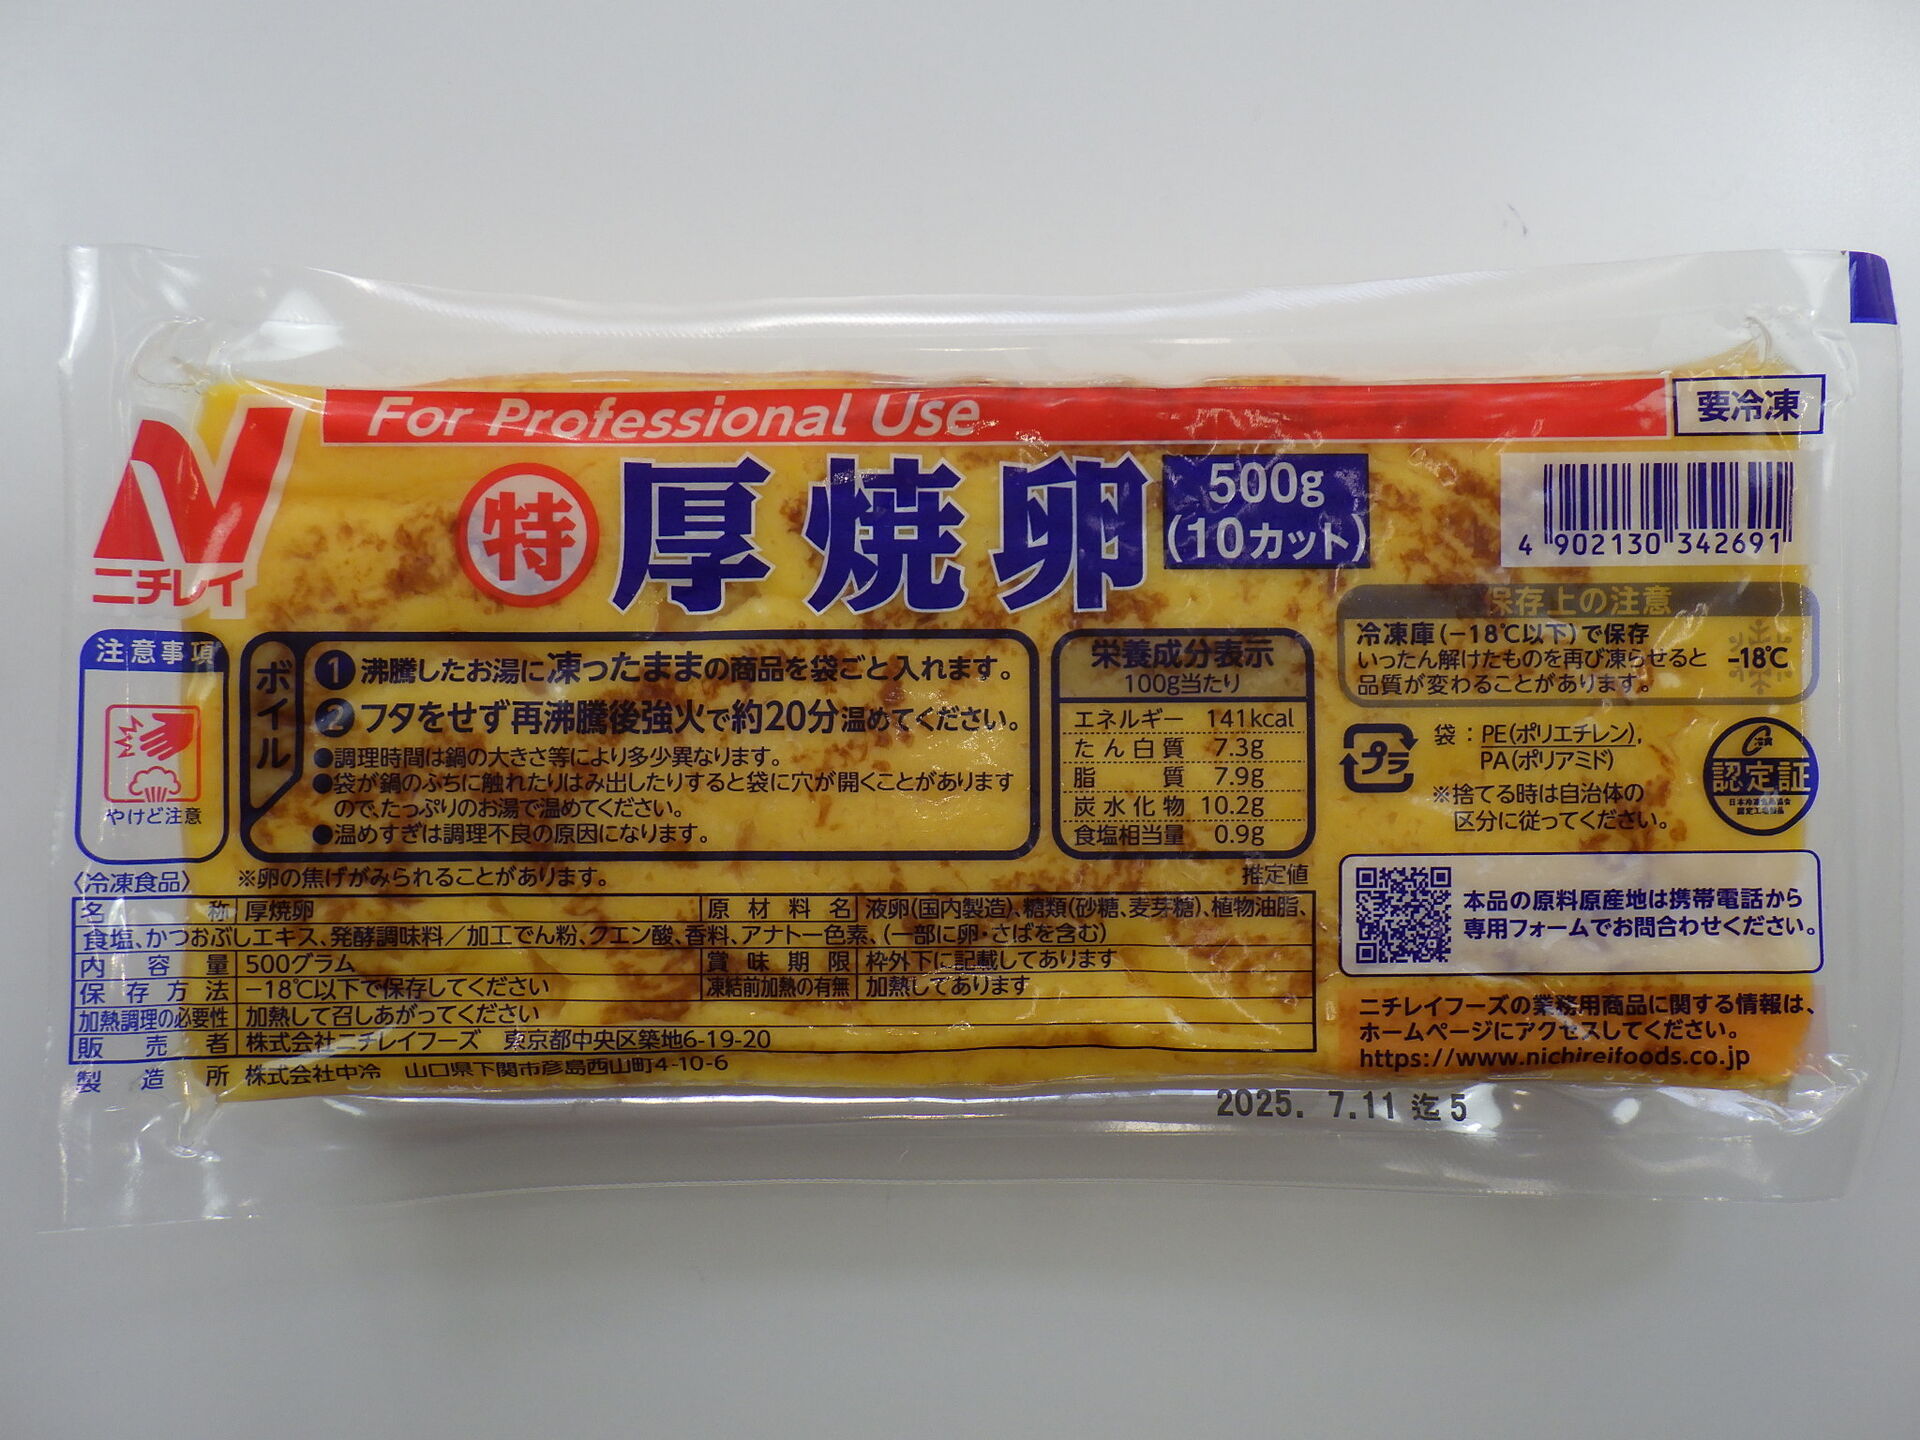 For Professional Use
要冷凍
ニチレイ
特 厚焼卵
500g
(10カット)
4 902130 342691
注意事項
やけど注意
ボイル
1 沸騰したお湯に凍ったままの商品を袋ごと入れます。
2 フタをせず再沸騰後強火で約20分温めてください。
●調理時間は鍋の大きさ等により多少異なります。
●袋が鍋のふちに触れたりはみ出したりすると袋に穴が開くことがあります
ので、たっぷりのお湯で温めてください。
●温めすぎは調理不良の原因になります。
栄養成分表示
100g当たり
エネルギー 141kcal
たん白質 7.3g
脂質 7.9g
炭水化物 10.2g
食塩相当量 0.9g
推定値
保存上の注意
冷凍庫(-18℃以下)で保存
いったん解けたものを再び凍らせると
品質が変わることがあります。
-18℃
プラ
袋:PE(ポリエチレン)、
PA(ポリアミド)
※捨てる時は自治体の
区分に従ってください。
認定証
本品の原料原産地は携帯電話から
専用フォームでお問合わせください。
ニチレイフーズの業務用商品に関する情報は、
ホームページにアクセスしてください。
https://www.nichireifoods.co.jp
〈冷凍食品〉 ※卵の焦げがみられることがあります。
名称 厚焼卵 原材料名 液卵(国内製造)、糖類(砂糖、麦芽糖)、植物油脂、
食塩、かつおぶしエキス、発酵調味料/加工でん粉、クエン酸、香料、アナトー色素、(一部に卵・さばを含む)
内容量 500グラム 賞味期限 枠外下に記載してあります
保存方法 -18℃以下で保存してください 凍結前加熱の有無 加熱してあります
加熱調理の必要性 加熱して召しあがってください
販売者 株式会社ニチレイフーズ 東京都中央区築地6-19-20
製造所 株式会社中冷 山口県下関市彦島西山町4-10-6
2025. 7.11 迄 5